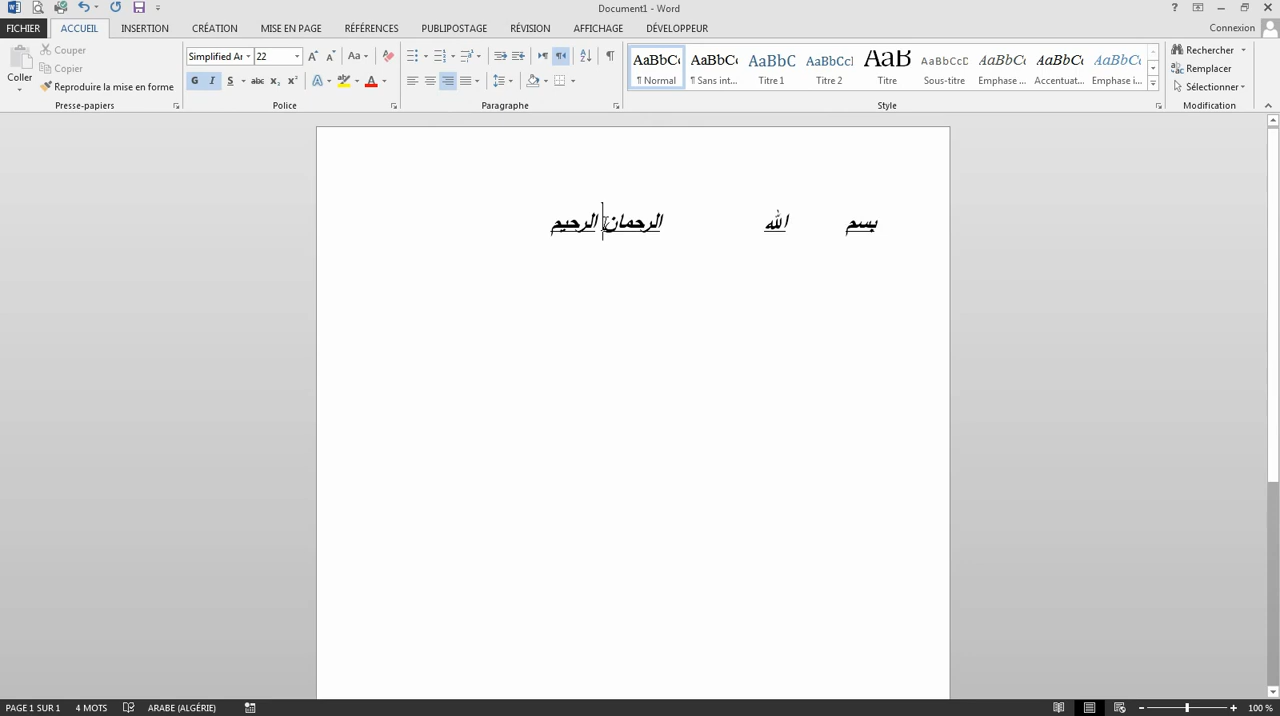 Document1 - Word
FICHIER ACCUEIL INSERTION CRÉATION MISE EN PAGE RÉFÉRENCES PUBLIPOSTAGE RÉVISION AFFICHAGE DÉVELOPPEUR Connexion
Coller
Couper
Copier
Reproduire la mise en forme
Presse-papiers
Simplified Ar 22
G I S abc x₂ x² Aa A
Police
Paragraphe
AaBbCc AaBbCc AaBbC AaBbCc AaB AaBbCcD AaBbCc AaBbCc AaBbCc
¶ Normal ¶ Sans int... Titre 1 Titre 2 Titre Sous-titre Emphase ... Accentuat... Emphase i...
Style
Rechercher
Remplacer
Sélectionner
Modification
بسم الله الرحمان الرحيم
PAGE 1 SUR 1 4 MOTS ARABE (ALGÉRIE) 100 %